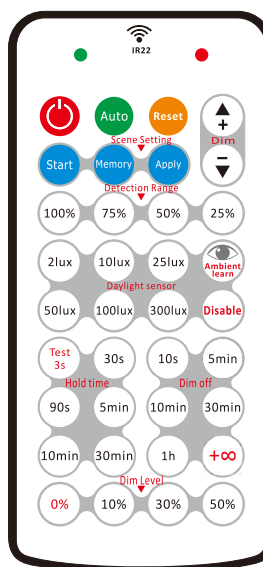 IR22
Auto Reset
+
Scene Setting Dim
Start Memory Apply −
Detection Range
100% 75% 50% 25%
2lux 10lux 25lux Ambient
learn
Daylight sensor
50lux 100lux 300lux Disable
Test
3s 30s 10s 5min
Hold time Dim off
90s 5min 10min 30min
10min 30min 1h +∞
Dim Level
0% 10% 30% 50%